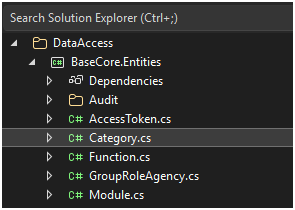 Search Solution Explorer (Ctrl+;)
DataAccess
BaseCore.Entities
Dependencies
Audit
C# AccessToken.cs
C# Category.cs
C# Function.cs
C# GroupRoleAgency.cs
C# Module.cs